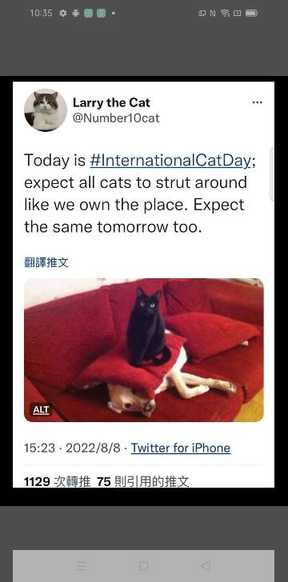 10:35
Larry the Cat
@Number10cat
Today is #InternationalCatDay;
expect all cats to strut around
like we own the place. Expect
the same tomorrow too.
翻譯推文
ALT
15:23 · 2022/8/8 · Twitter for iPhone
1129 次轉推 75 則引用的推文